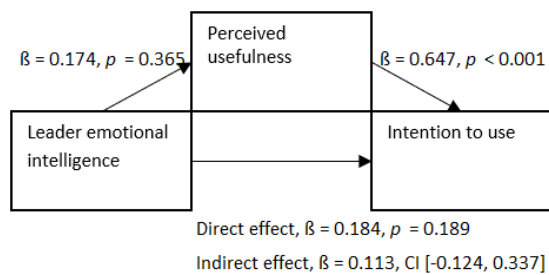 Perceived
usefulness
ß = 0.174, p = 0.365
ß = 0.647, p < 0.001
Leader emotional
intelligence
Intention to use
Direct effect, ß = 0.184, p = 0.189
Indirect effect, ß = 0.113, CI [-0.124, 0.337]